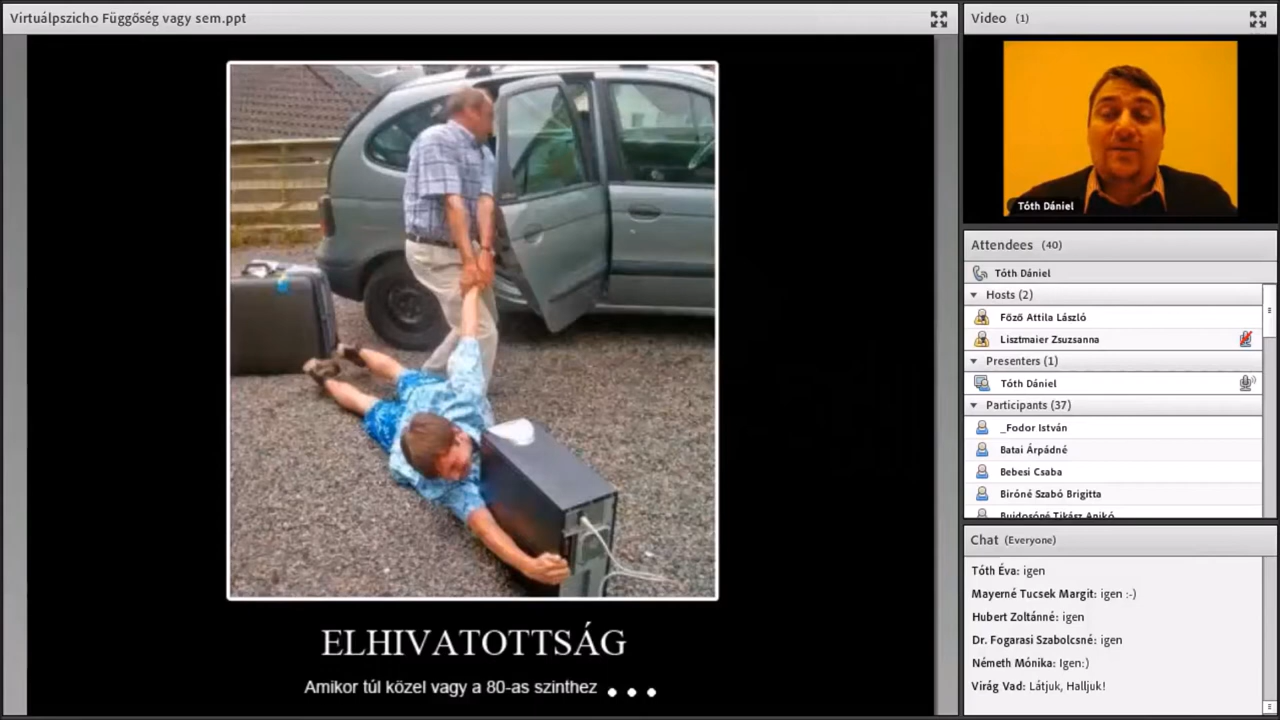 Virtuálpszicho Függőség vagy sem.ppt
ELHIVATOTTSÁG
Amikor túl közel vagy a 80-as szinthez ...
Video (1)
Tóth Dániel
Attendees (40)
Tóth Dániel
Hosts (2)
Főző Attila László
Lisztmaier Zsuzsanna
Presenters (1)
Tóth Dániel
Participants (37)
_Fodor István
Batai Árpádné
Bebesi Csaba
Biróné Szabó Brigitta
Bujdosóné Tikász Anikó
Chat (Everyone)
Tóth Éva: igen
Mayerné Tucsek Margit: igen :-)
Hubert Zoltánné: igen
Dr. Fogarasi Szabolcsné: igen
Németh Mónika: Igen:)
Virág Vad: Látjuk, Halljuk!